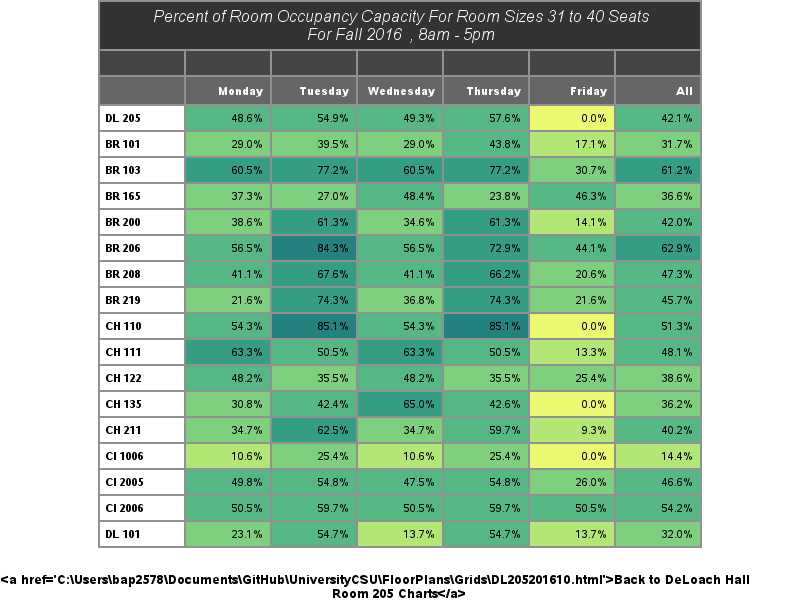 Percent of Room Occupancy Capacity For Room Sizes 31 to 40 Seats
For Fall 2016 , 8am - 5pm
Monday Tuesday Wednesday Thursday Friday All
DL 205 48.6% 54.9% 49.3% 57.6% 0.0% 42.1%
BR 101 29.0% 39.5% 29.0% 43.8% 17.1% 31.7%
BR 103 60.5% 77.2% 60.5% 77.2% 30.7% 61.2%
BR 165 37.3% 27.0% 48.4% 23.8% 46.3% 36.6%
BR 200 38.6% 61.3% 34.6% 61.3% 14.1% 42.0%
BR 206 56.5% 84.3% 56.5% 72.9% 44.1% 62.9%
BR 208 41.1% 67.6% 41.1% 66.2% 20.6% 47.3%
BR 219 21.6% 74.3% 36.8% 74.3% 21.6% 45.7%
CH 110 54.3% 85.1% 54.3% 85.1% 0.0% 51.3%
CH 111 63.3% 50.5% 63.3% 50.5% 13.3% 48.1%
CH 122 48.2% 35.5% 48.2% 35.5% 25.4% 38.6%
CH 135 30.8% 42.4% 65.0% 42.6% 0.0% 36.2%
CH 211 34.7% 62.5% 34.7% 59.7% 9.3% 40.2%
CI 1006 10.6% 25.4% 10.6% 25.4% 0.0% 14.4%
CI 2005 49.8% 54.8% 47.5% 54.8% 26.0% 46.6%
CI 2006 50.5% 59.7% 50.5% 59.7% 50.5% 54.2%
DL 101 23.1% 54.7% 13.7% 54.7% 13.7% 32.0%
<a href='C:\Users\bap2578\Documents\GitHub\UniversityCSU\FloorPlans\Grids\DL205201610.html'>Back to DeLoach Hall
Room 205 Charts</a>